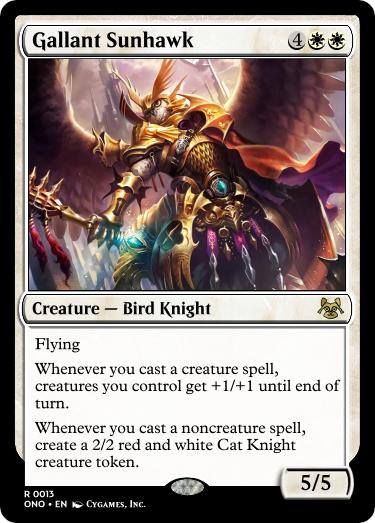 Gallant Sunhawk 4
Creature — Bird Knight
Flying
Whenever you cast a creature spell,
creatures you control get +1/+1 until end of
turn.
Whenever you cast a noncreature spell,
create a 2/2 red and white Cat Knight
creature token.
5/5
R 0013
ONO • EN CYGAMES, INC.